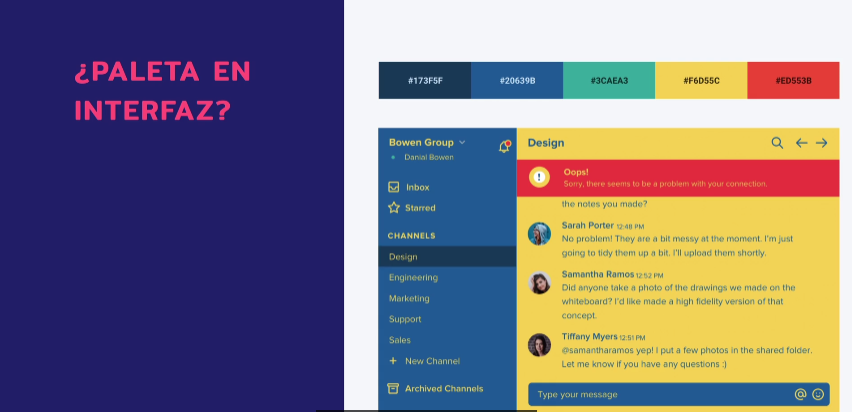 ¿PALETA EN
INTERFAZ?
#173F5F
#20639B
#3CAEA3
#F6D55C
#ED553B
Bowen Group
Danial Bowen
Inbox
Starred
CHANNELS
Design
Engineering
Marketing
Support
Sales
+ New Channel
Archived Channels
Design
Oops!
Sorry, there seems to be a problem with your connection.
the notes you made?
Sarah Porter 12:48 PM
No problem! They are a bit messy at the moment. I'm just
going to tidy them up a bit. I'll upload them shortly.
Samantha Ramos 12:52 PM
Did anyone take a photo of the drawings we made on the
whiteboard? I'd like made a high fidelity version of that
concept.
Tiffany Myers 12:51 PM
@samantharamos yep! I put a few photos in the shared folder.
Let me know if you have any questions :)
Type your message